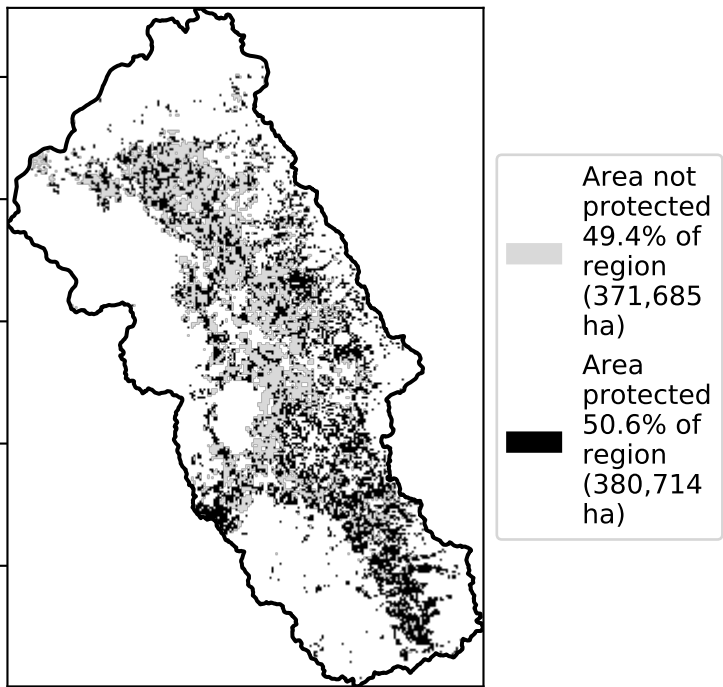 Area not
protected
49.4% of
region
(371,685
ha)
Area
protected
50.6% of
region
(380,714
ha)